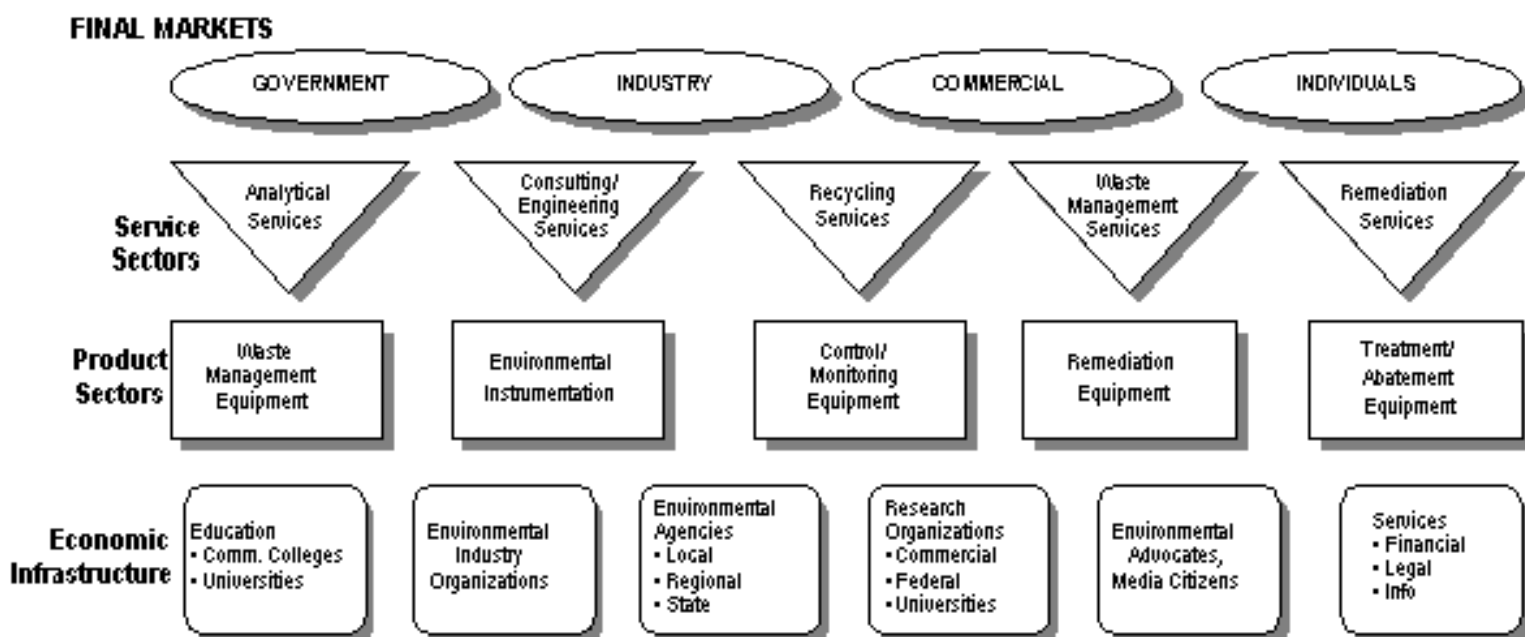 FINAL MARKETS
GOVERNMENT
INDUSTRY
COMMERCIAL
INDIVIDUALS
Service
Sectors
Analytical
Services
Consulting/
Engineering
Services
Recycling
Services
Waste
Management
Services
Remediation
Services
Product
Sectors
Waste
Management
Equipment
Environmental
Instrumentation
Control/
Monitoring
Equipment
Remediation
Equipment
Treatment/
Abatement
Equipment
Economic
Infrastructure
Education
• Comm. Colleges
• Universities
Environmental
Industry
Organizations
Environmental
Agencies
• Local
• Regional
• State
Research
Organizations
• Commercial
• Federal
• Universities
Environmental
Advocates,
Media Citizens
Services
• Financial
• Legal
• Info